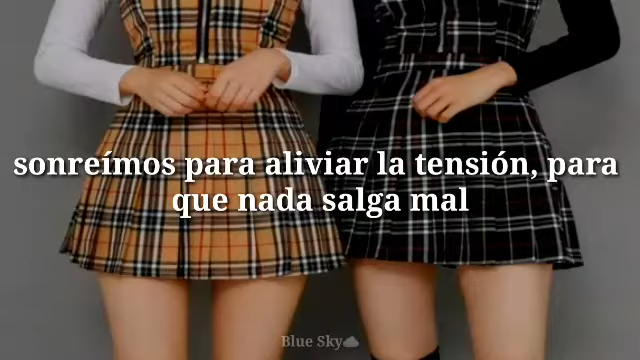 sonreímos para aliviar la tensión, para
que nada salga mal
Blue Sky